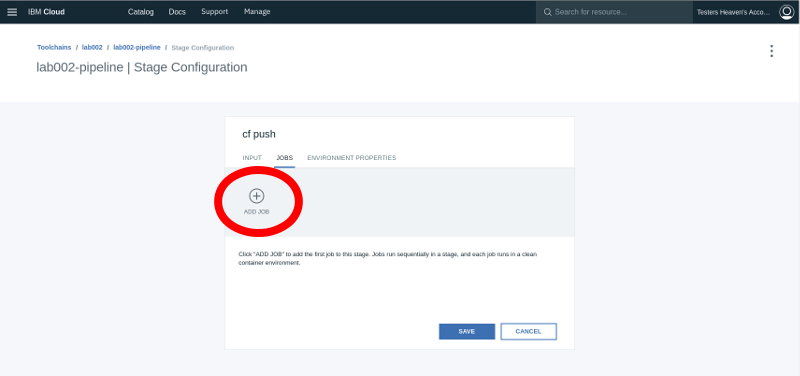 IBM Cloud Catalog Docs Support Manage Search for resource... Testers Heaven's Acco...
Toolchains / lab002 / lab002-pipeline / Stage Configuration
lab002-pipeline | Stage Configuration
cf push
INPUT JOBS ENVIRONMENT PROPERTIES
ADD JOB
Click "ADD JOB" to add the first job to this stage. Jobs run sequentially in a stage, and each job runs in a clean
container environment.
SAVE CANCEL